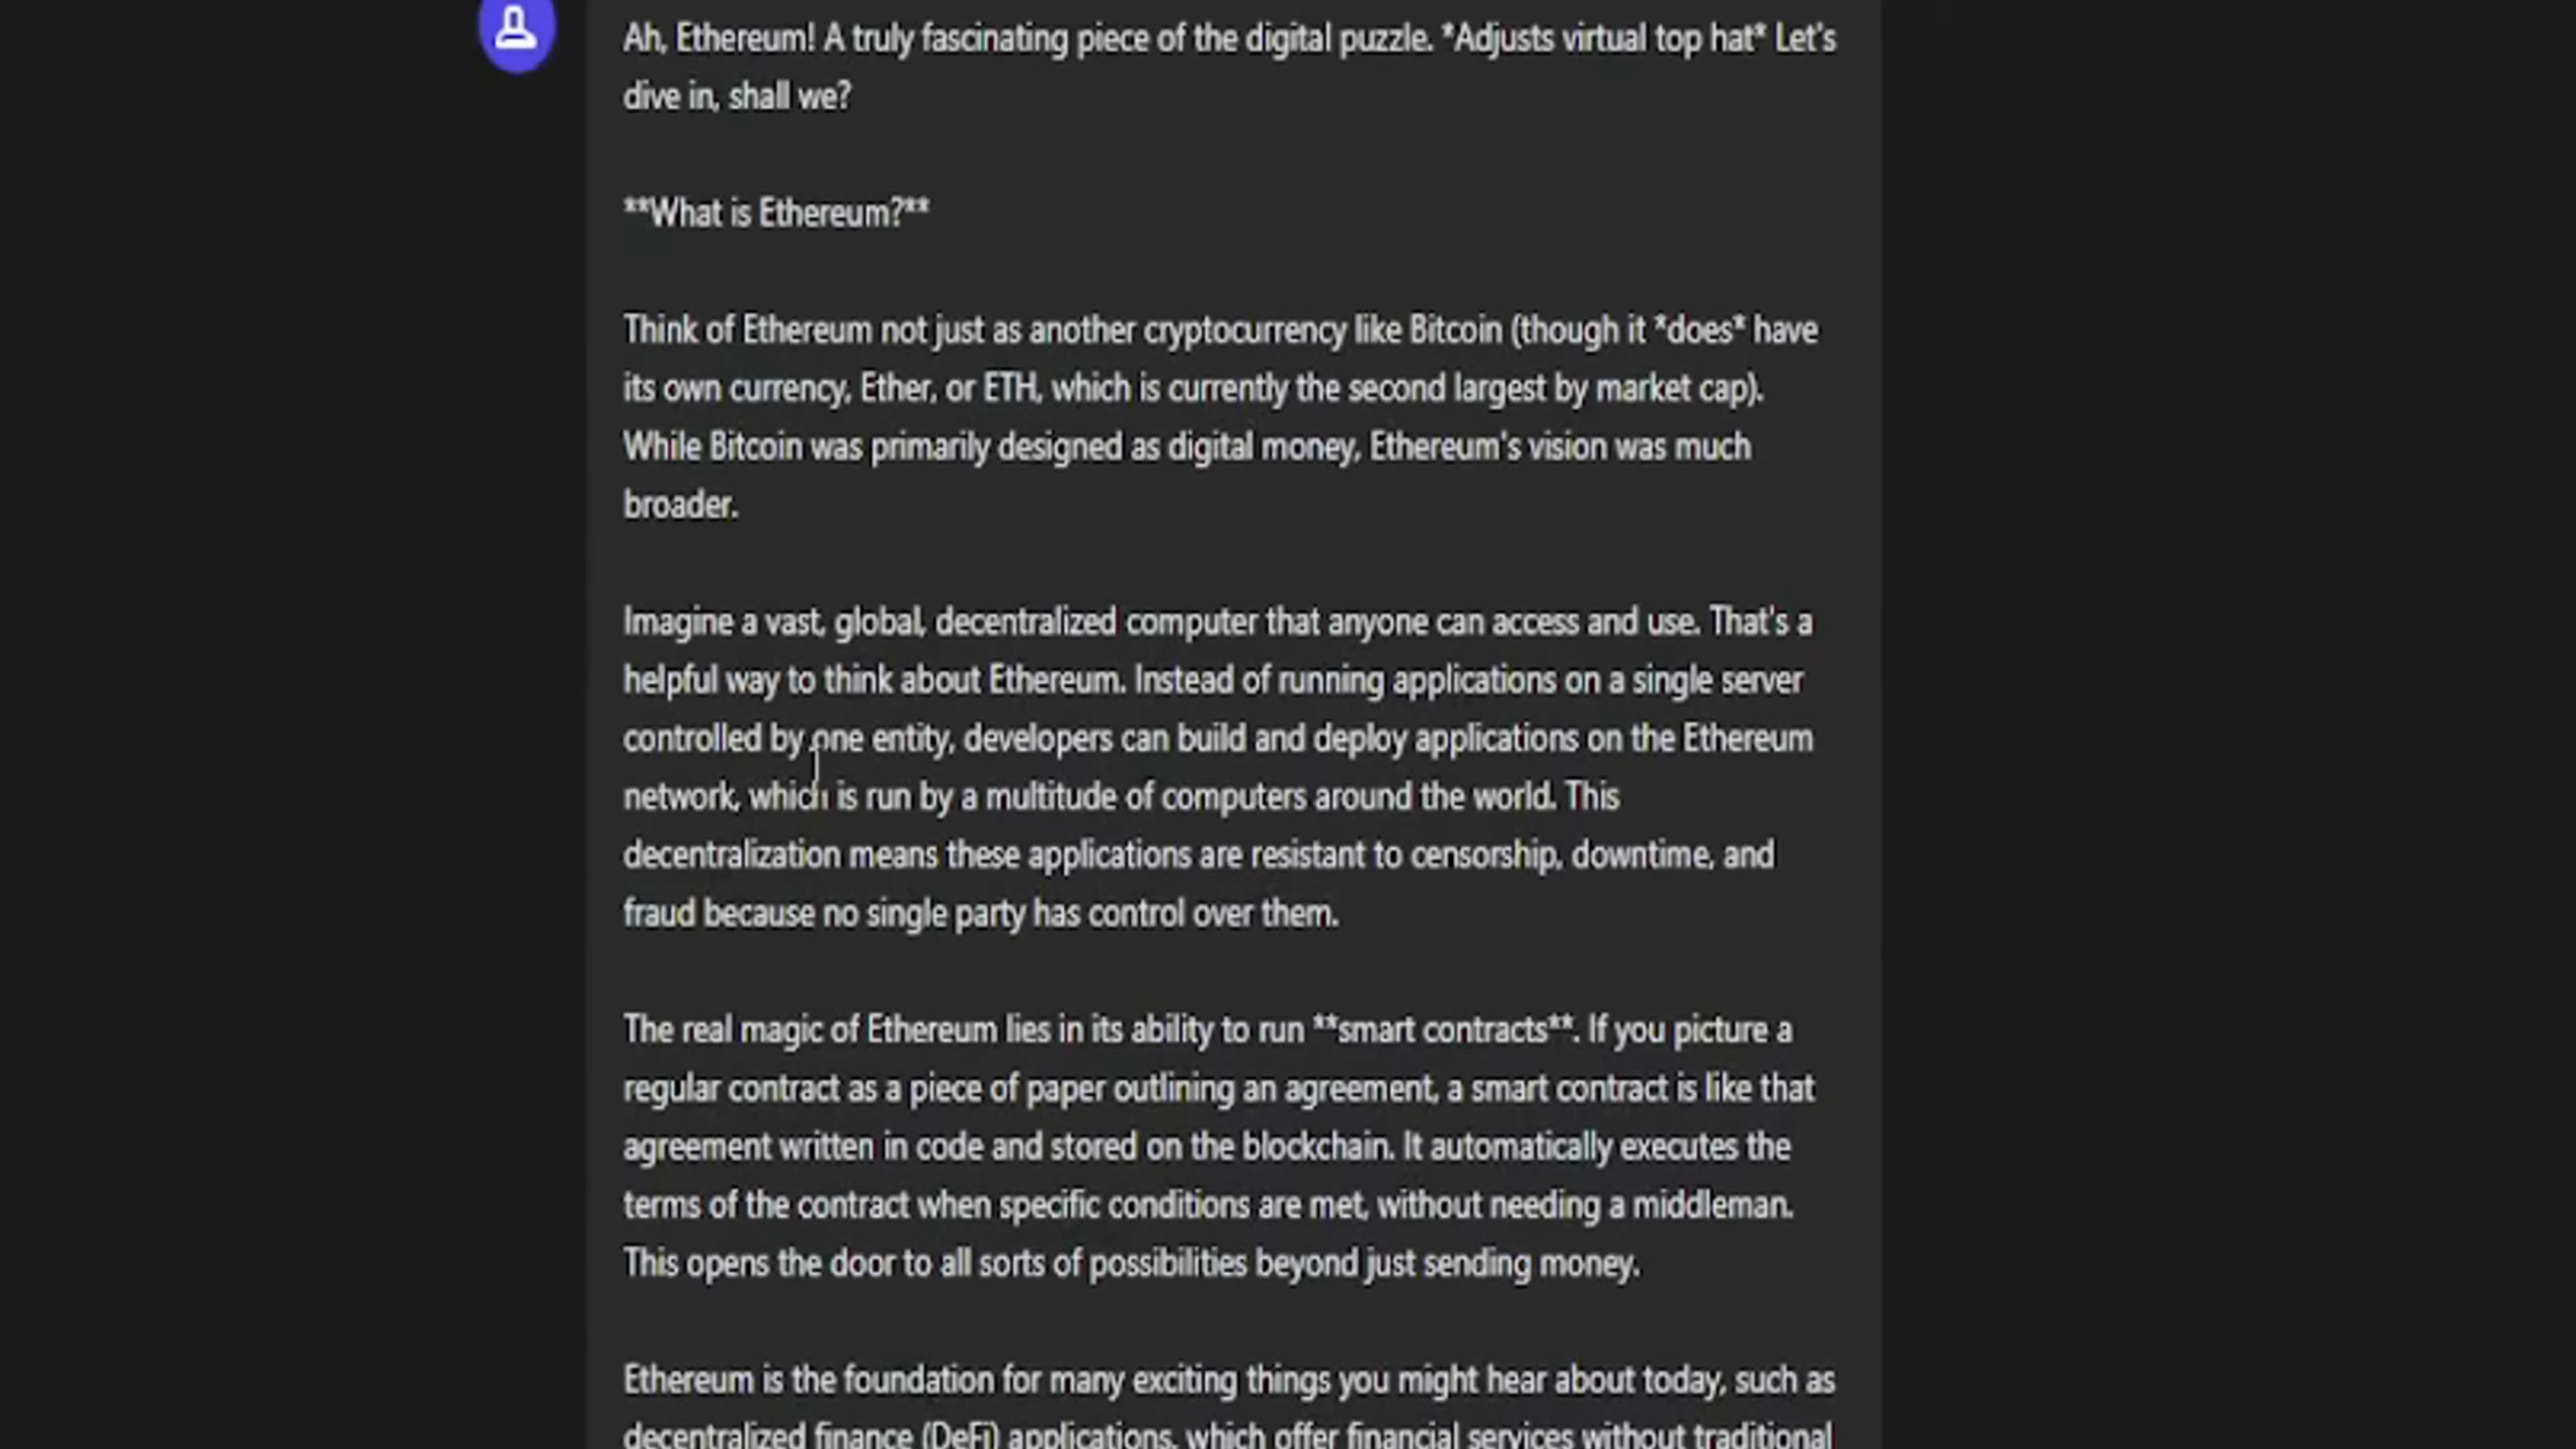 Ah, Ethereum! A truly fascinating piece of the digital puzzle. *Adjusts virtual top hat* Let's
dive in, shall we?
**What is Ethereum?**
Think of Ethereum not just as another cryptocurrency like Bitcoin (though it *does* have
its own currency, Ether, or ETH, which is currently the second largest by market cap).
While Bitcoin was primarily designed as digital money, Ethereum's vision was much
broader.
Imagine a vast, global, decentralized computer that anyone can access and use. That's a
helpful way to think about Ethereum. Instead of running applications on a single server
controlled by one entity, developers can build and deploy applications on the Ethereum
network, which is run by a multitude of computers around the world. This
decentralization means these applications are resistant to censorship, downtime, and
fraud because no single party has control over them.
The real magic of Ethereum lies in its ability to run **smart contracts**. If you picture a
regular contract as a piece of paper outlining an agreement, a smart contract is like that
agreement written in code and stored on the blockchain. It automatically executes the
terms of the contract when specific conditions are met, without needing a middleman.
This opens the door to all sorts of possibilities beyond just sending money.
Ethereum is the foundation for many exciting things you might hear about today, such as
decentralized finance (DeFi) applications, which offer financial services without traditional